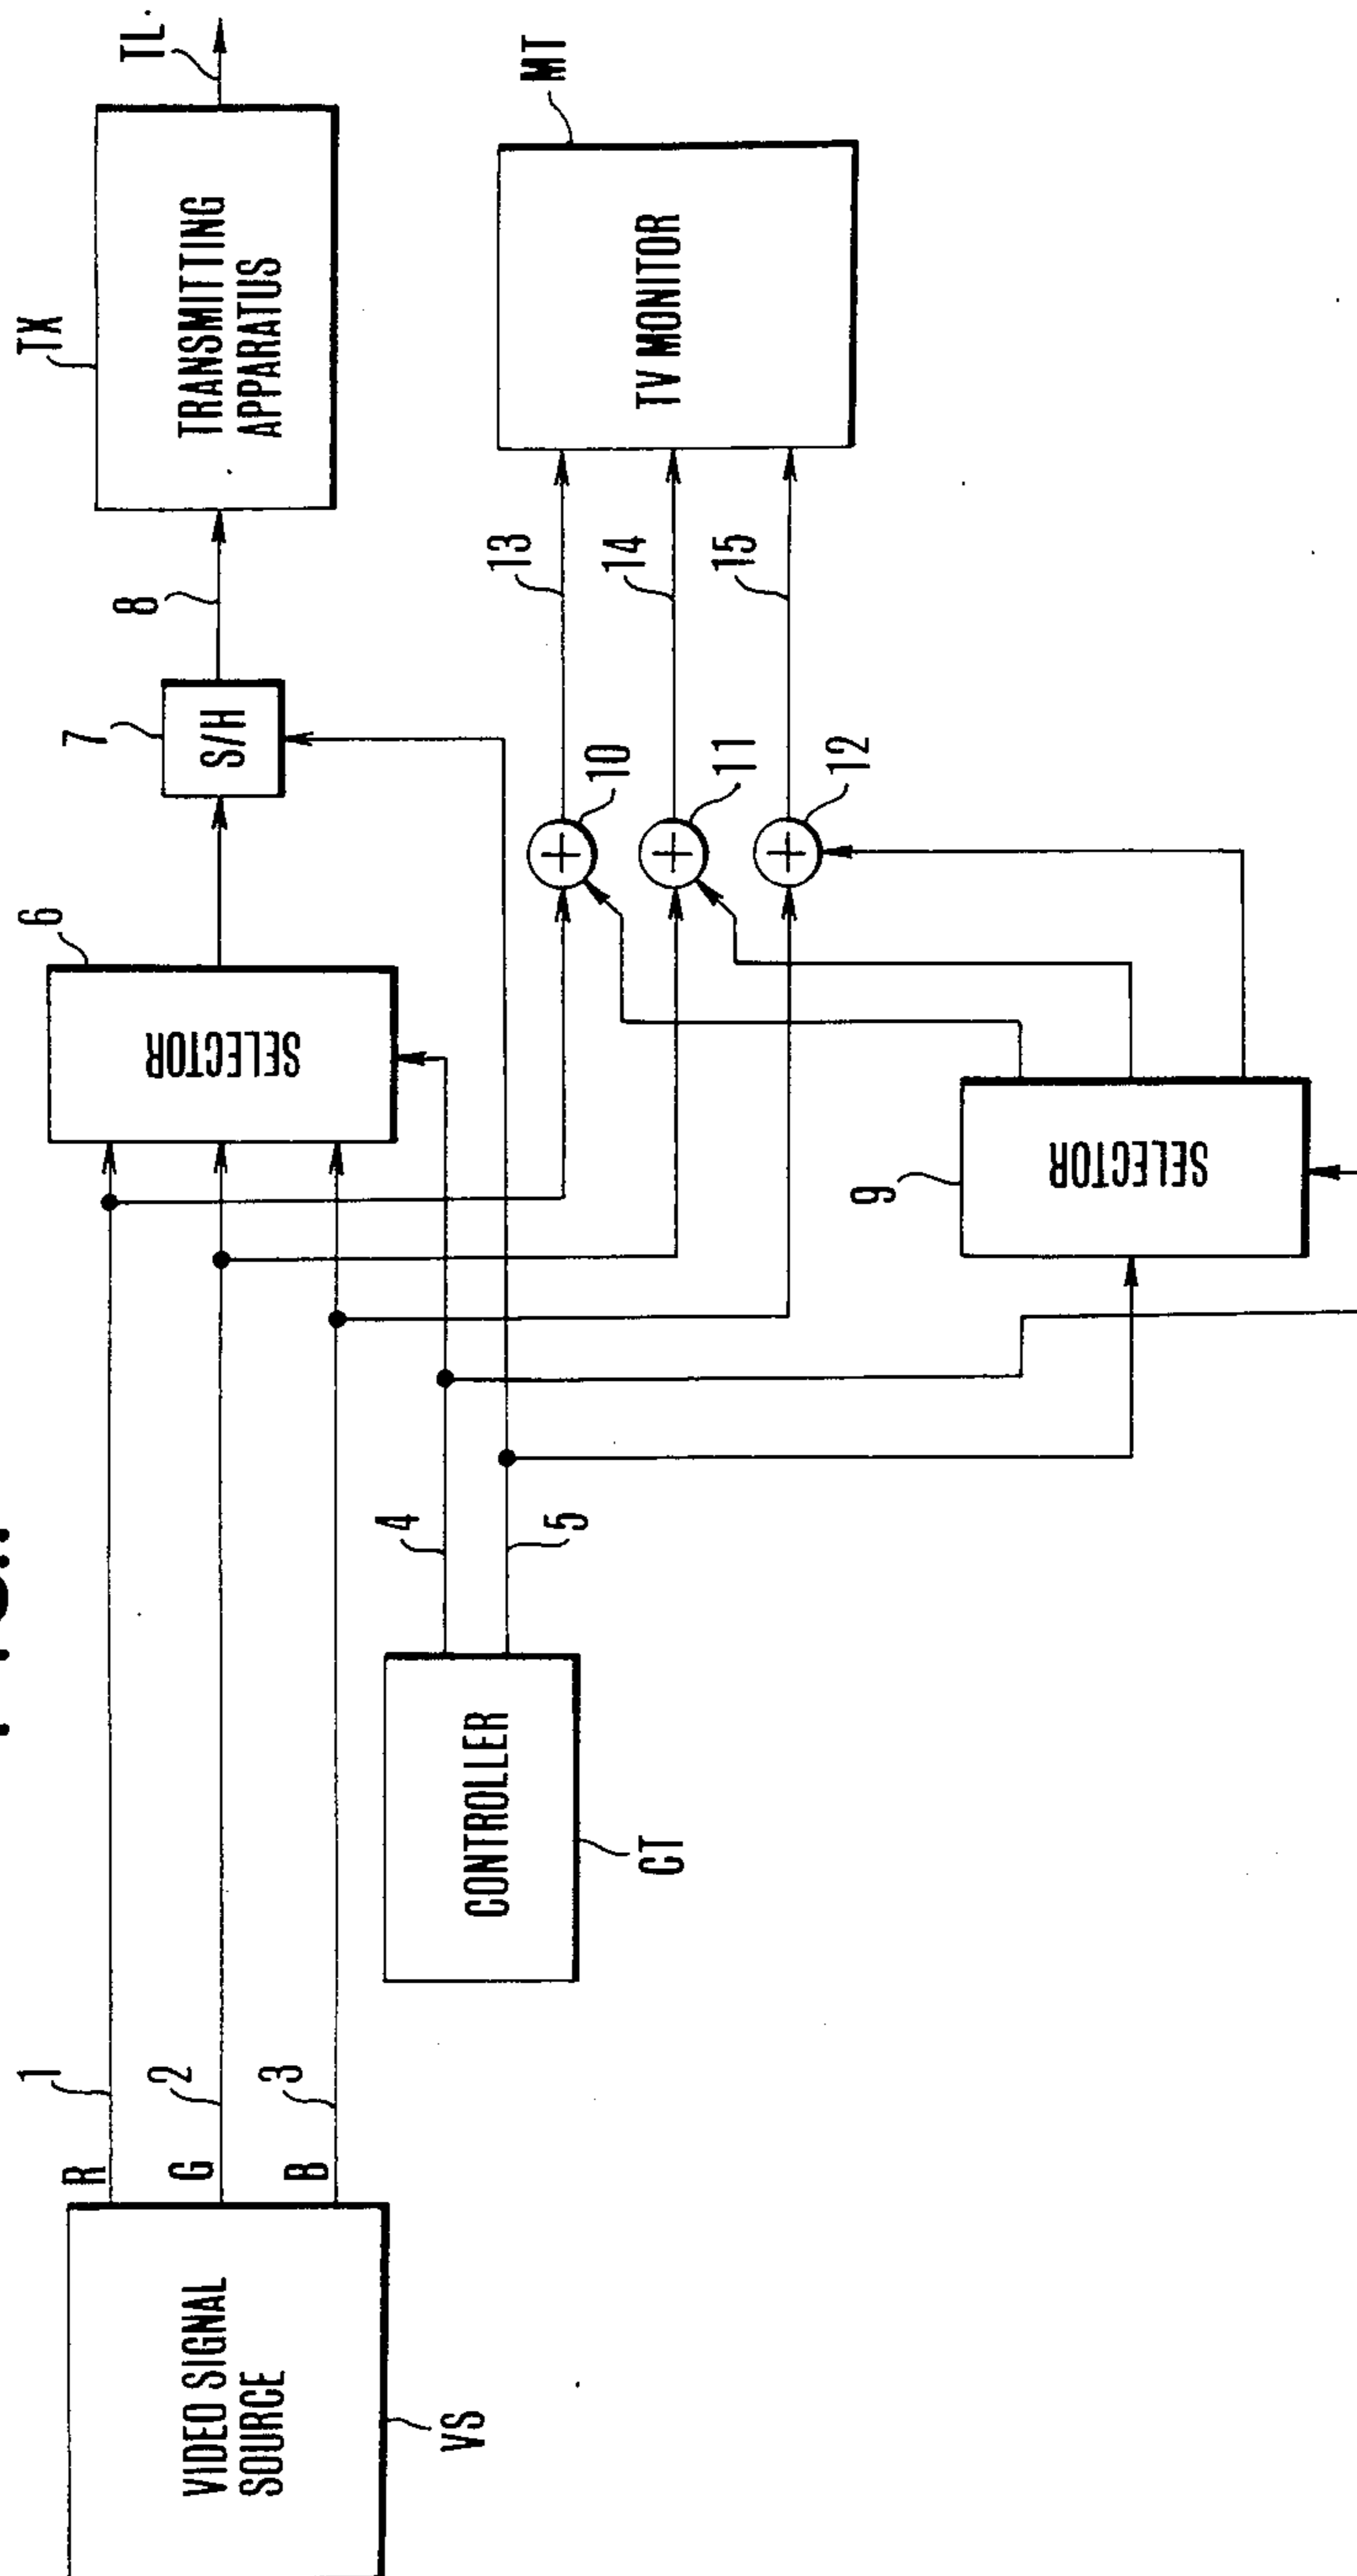 VIDEO SIGNAL
SOURCE
VS
R
G
B
1
2
3
CONTROLLER
CT
4
5
SELECTOR
6
S/H
7
8
TRANSMITTING
APPARATUS
TX
TL
SELECTOR
9
10
11
12
13
14
15
TV MONITOR
MT